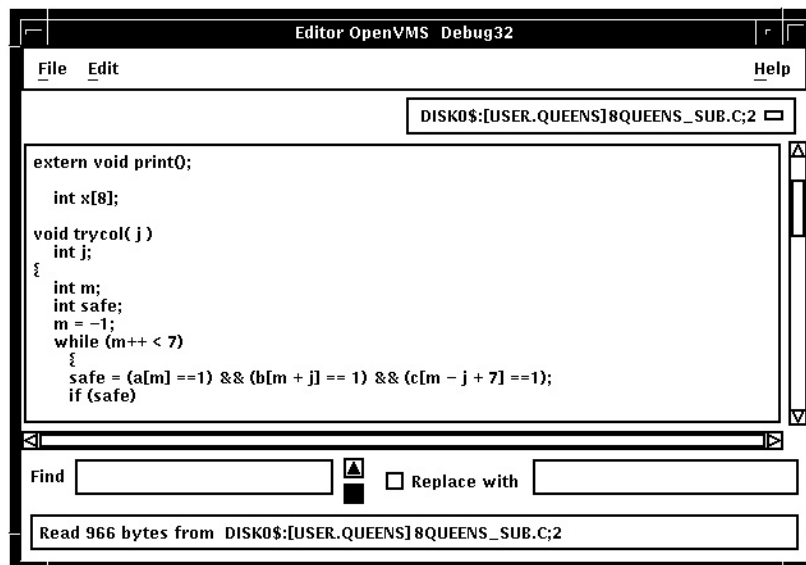 Editor OpenVMS Debug32
File Edit Help
DISK0$:[USER.QUEENS]8QUEENS_SUB.C;2
extern void print();
int x[8];
void trycol( j )
int j;
{
int m;
int safe;
m = −1;
while (m++ < 7)
{
safe = (a[m] ==1) && (b[m + j] == 1) && (c[m − j + 7] ==1);
if (safe)
Find Replace with
Read 966 bytes from DISK0$:[USER.QUEENS] 8QUEENS_SUB.C;2